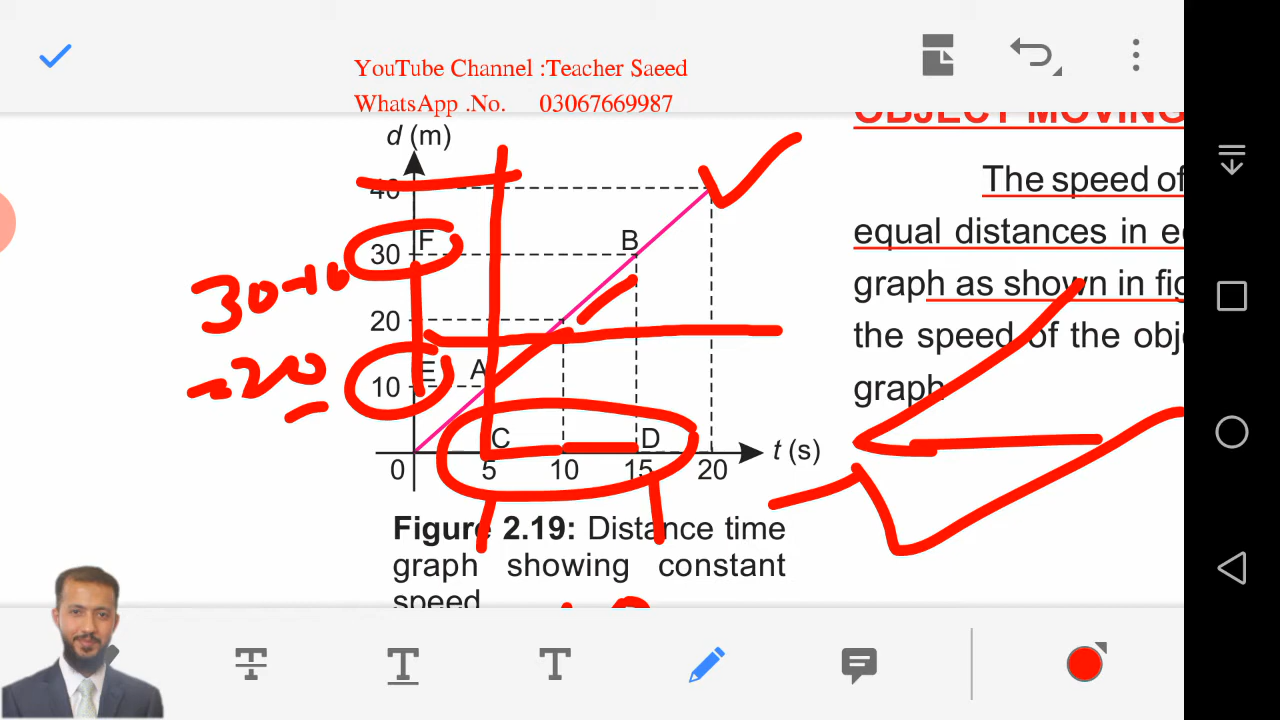 YouTube Channel :Teacher Saeed
WhatsApp .No. 03067669987
OBJECT MOVING
d (m)
40
The speed of
F
B
30
equal distances in
30-10
graph as shown in
20
the speed of the
= 20
E
A
10
graph
C
D
t (s)
0
5
10
15
20
Figure 2.19: Distance time
graph showing constant
speed
T
T
T